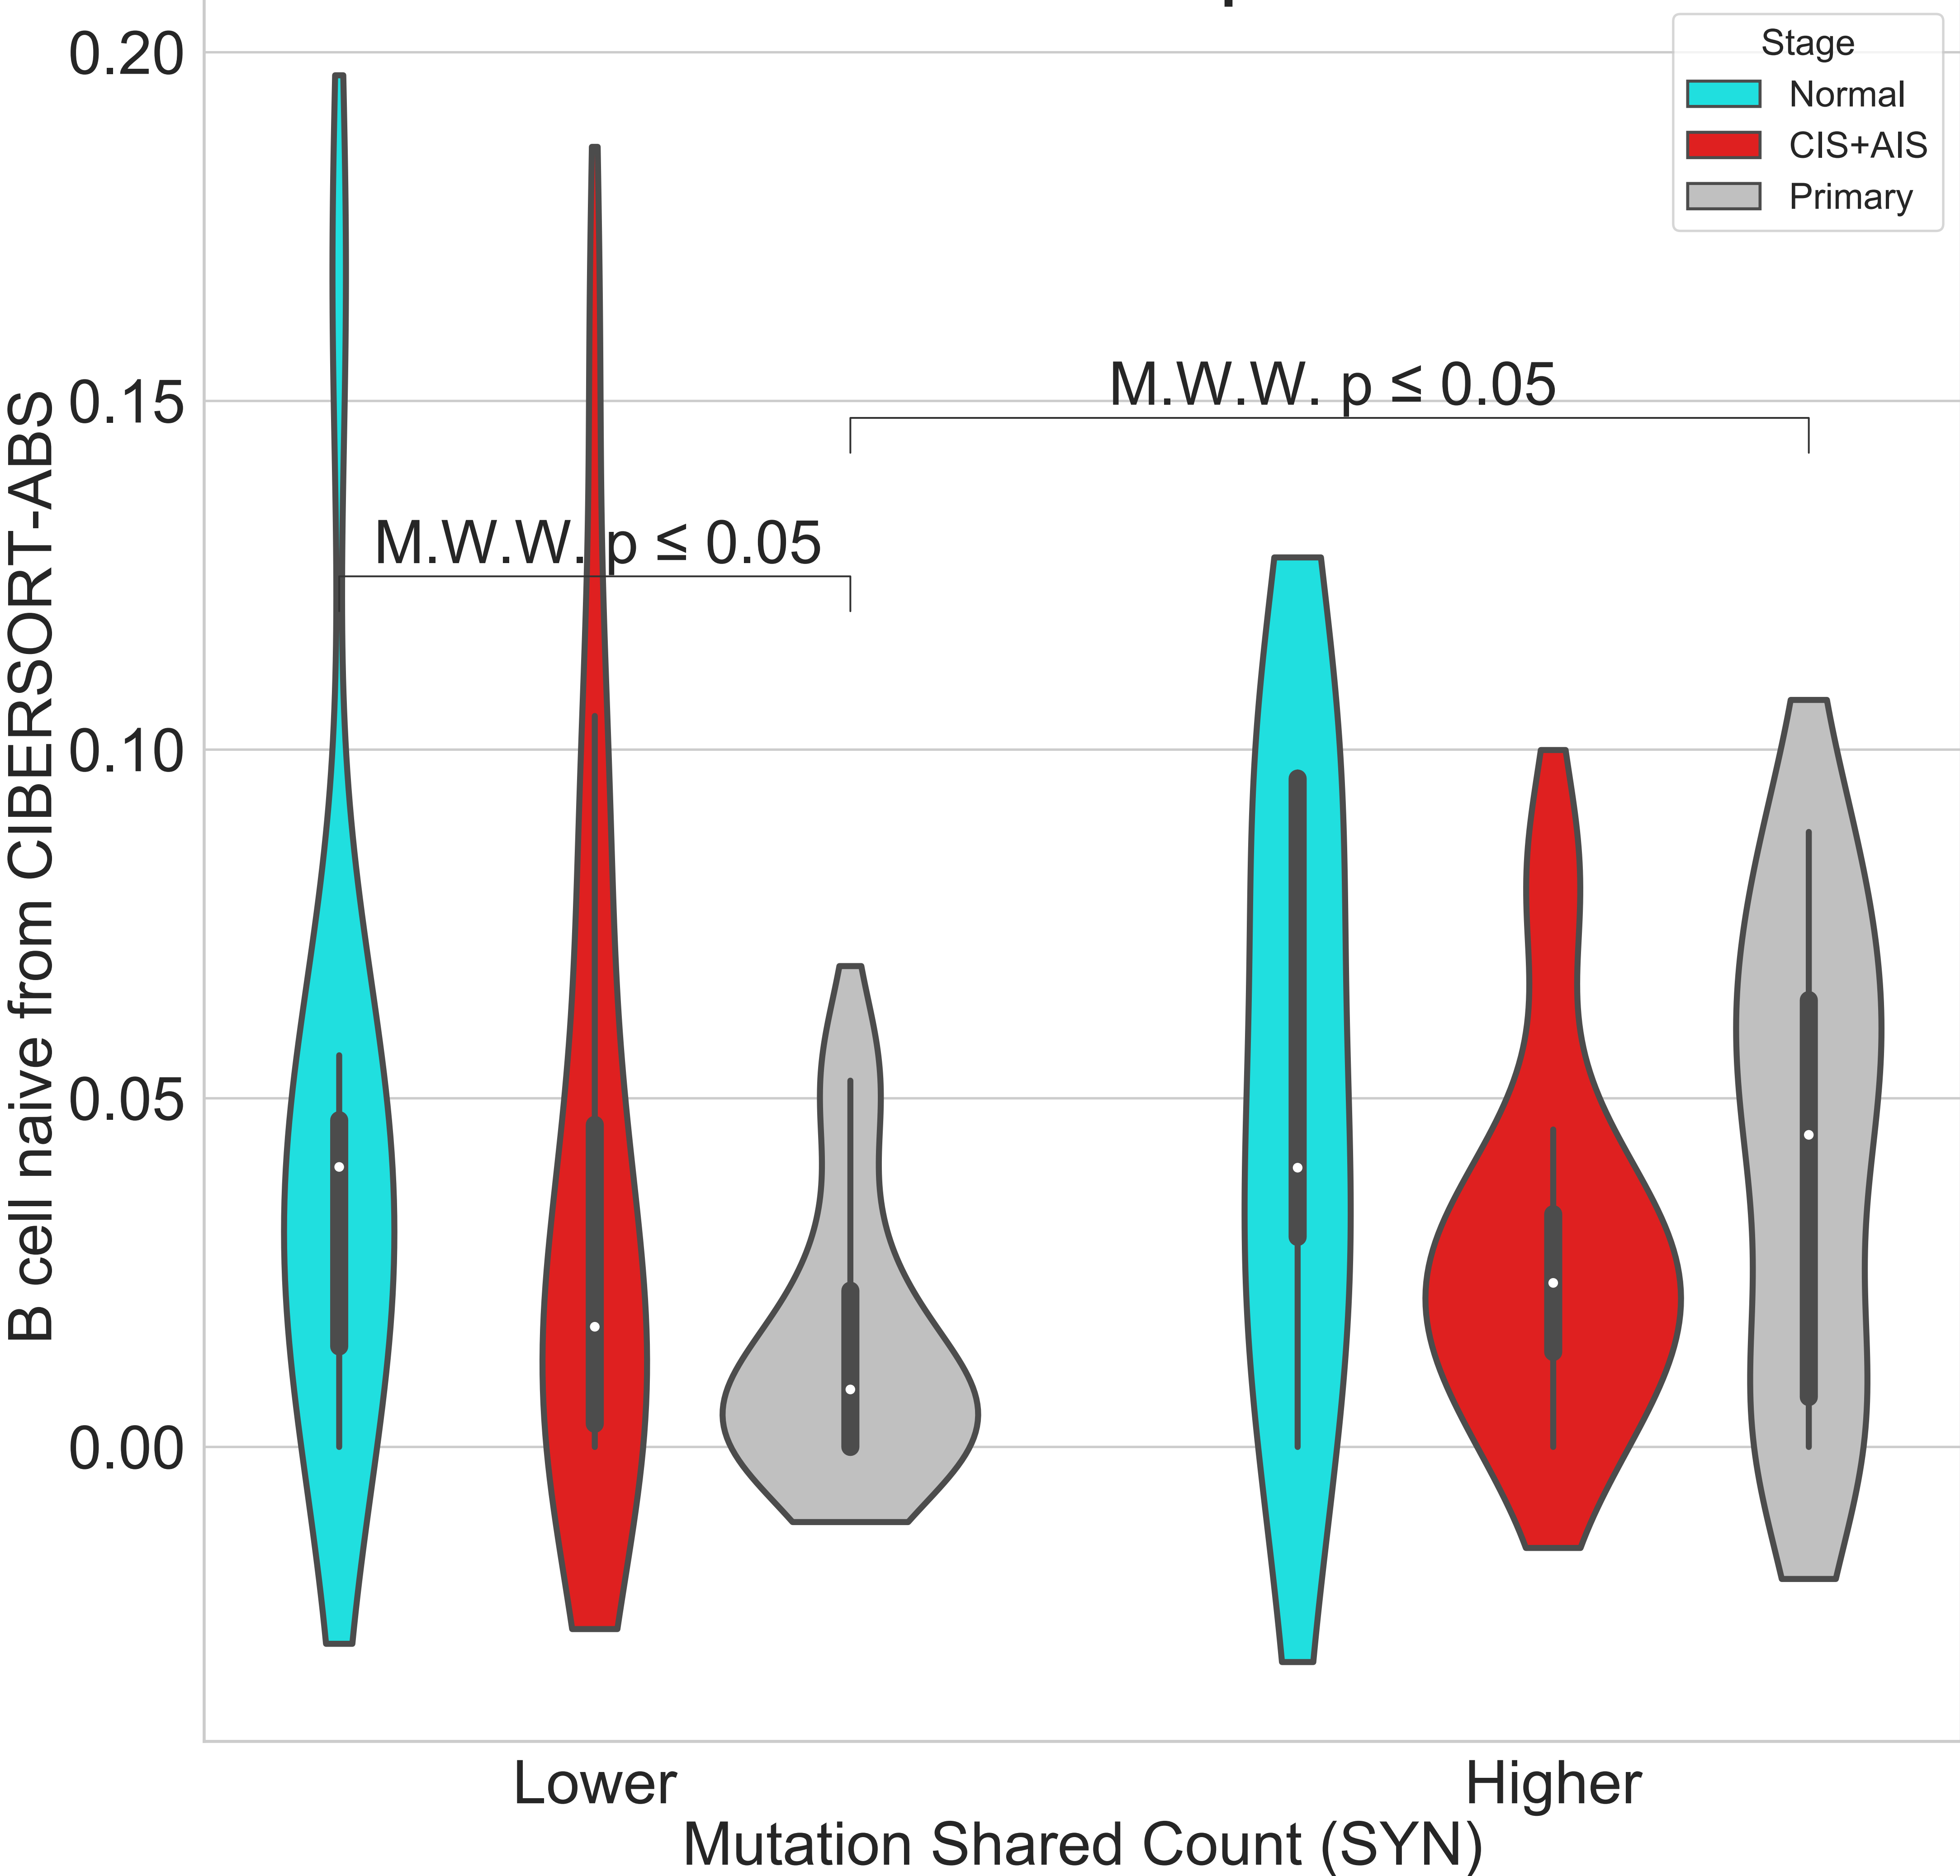 Stage
Normal
CIS+AIS
Primary
0.20
0.15
0.10
0.05
0.00
B cell naive from CIBERSORT-ABS
M.W.W. p ≤ 0.05
M.W.W. p ≤ 0.05
Lower
Higher
Mutation Shared Count (SYN)